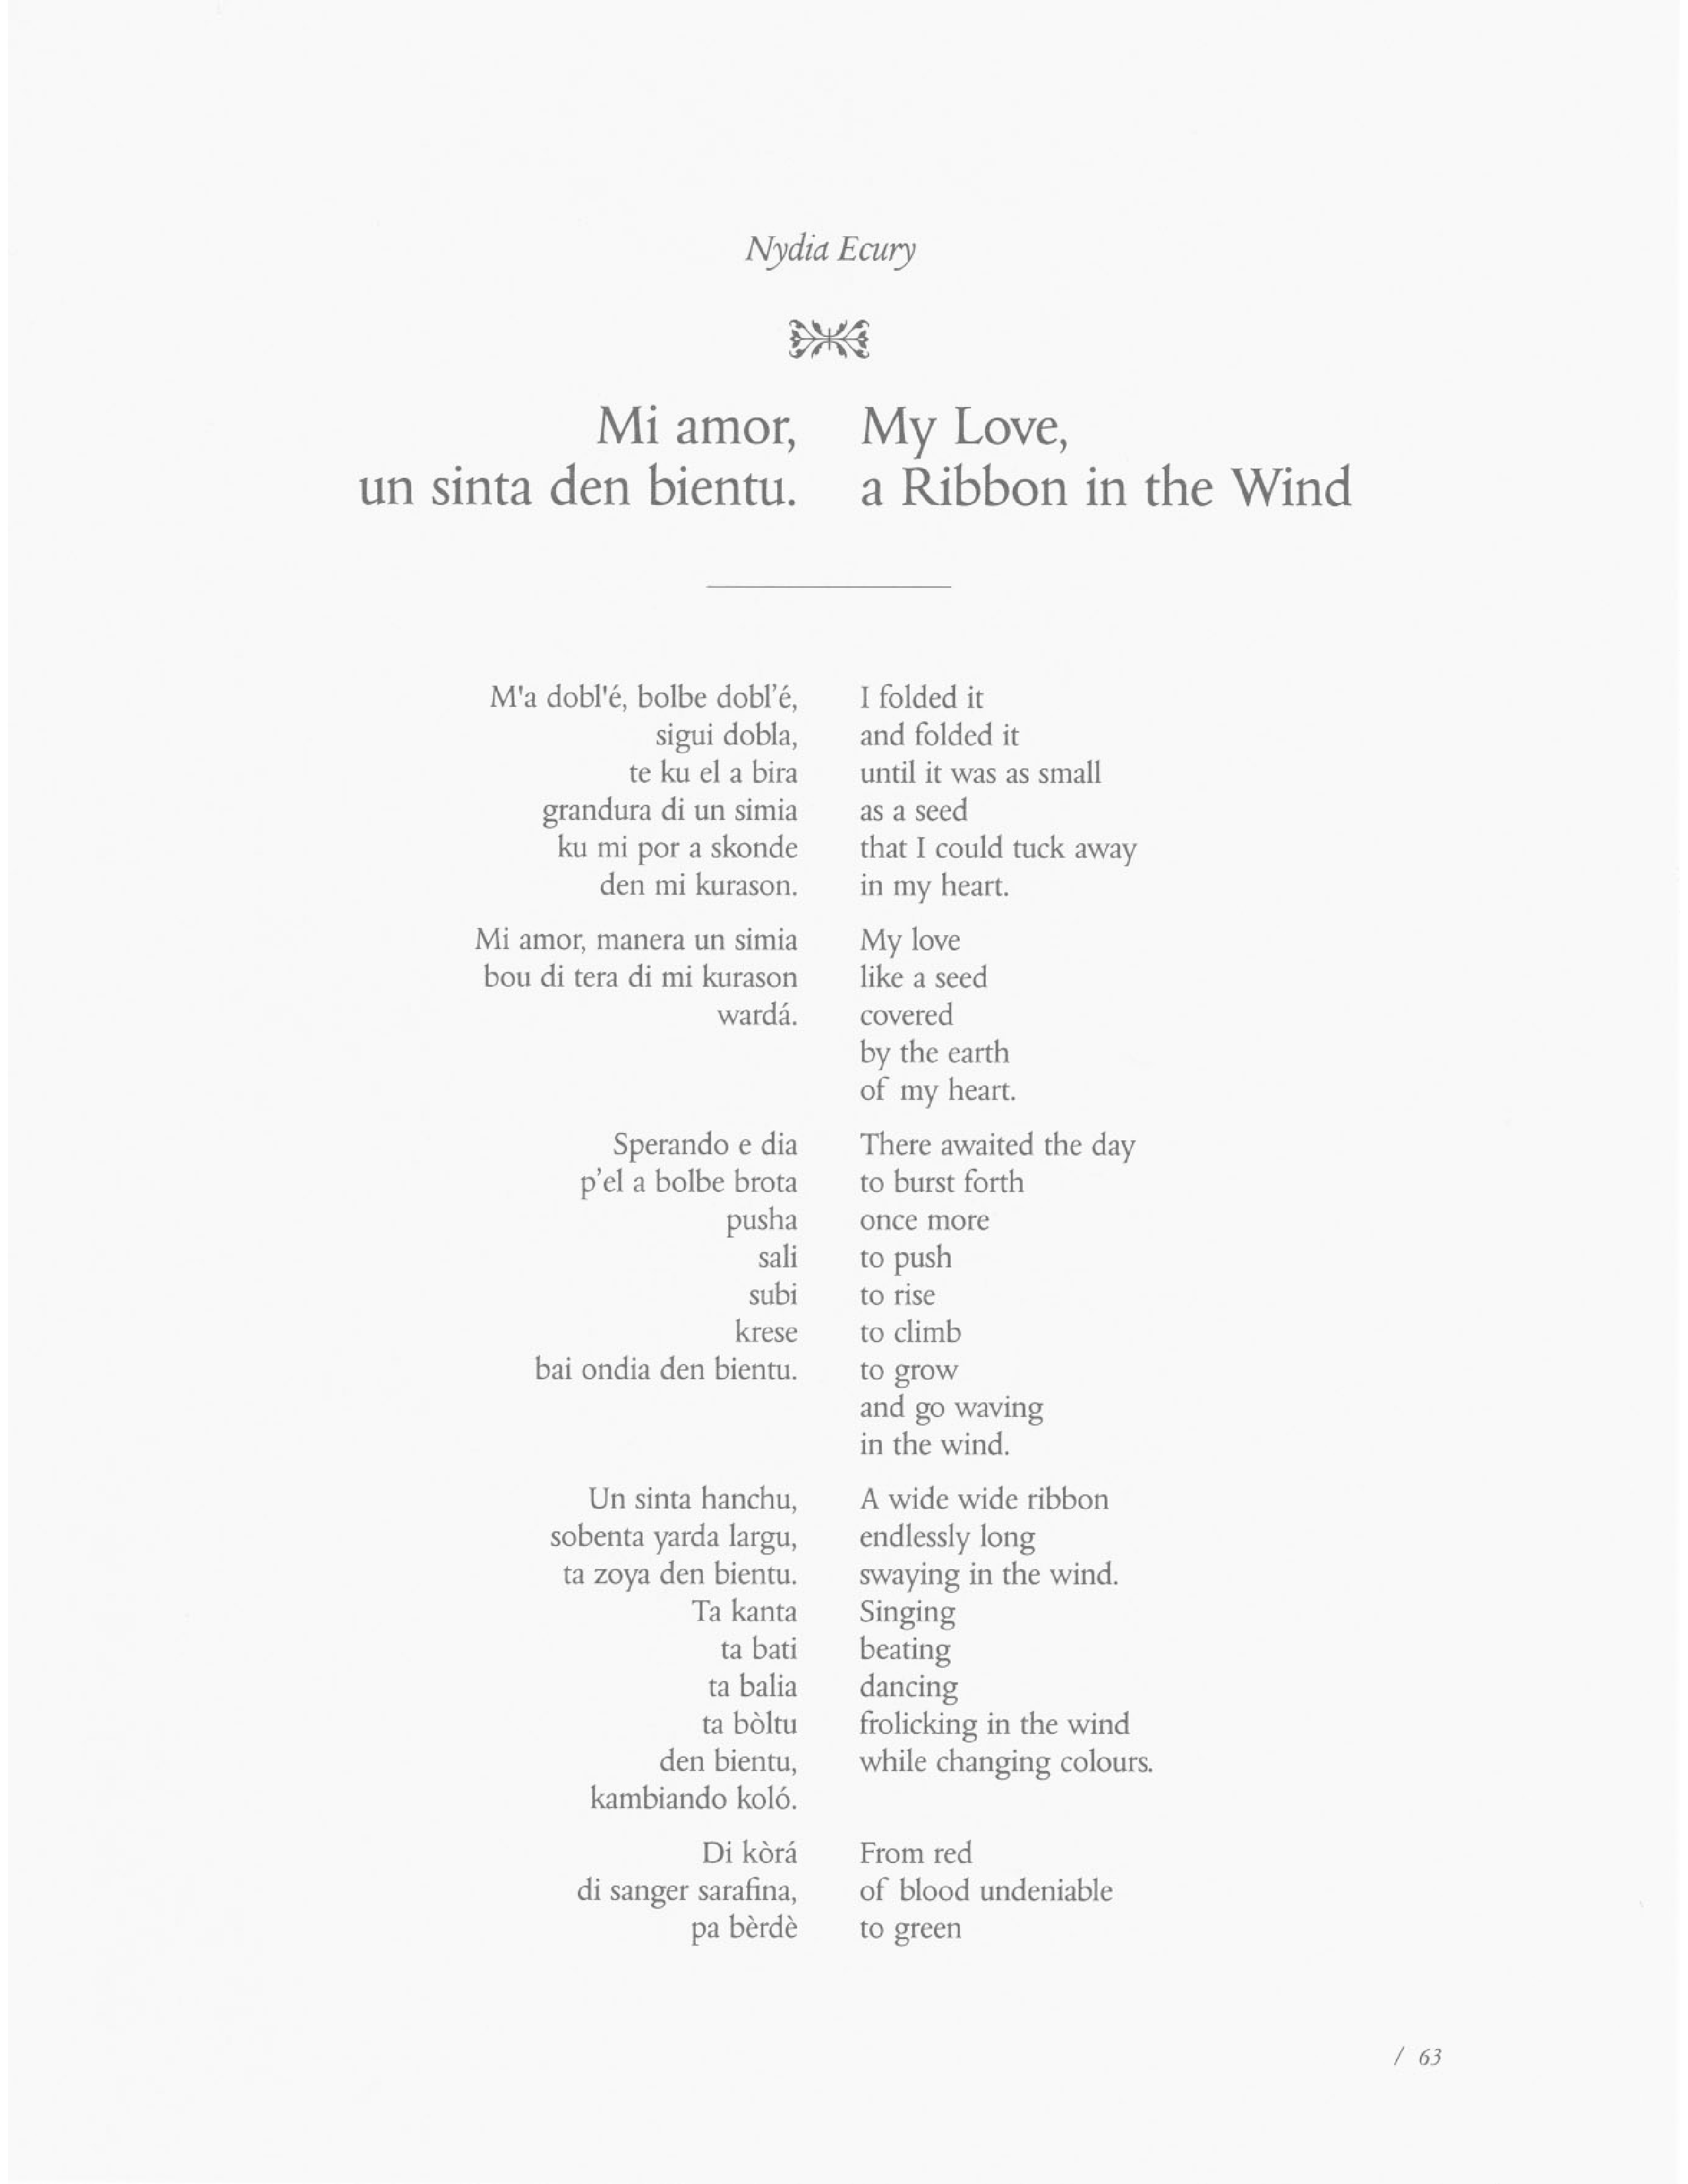 Nydia Ecury
Mi amor,
un sinta den bientu.
My Love,
a Ribbon in the Wind
M'a dobl'é, bolbe dobl’é,
sigui dobla,
te ku el a bira
grandura di un simia
ku mi por a skonde
den mi kurason.
Mi amor, manera un simia
bou di tera di mi kurason
wardá.
Sperando e dia
p’el a bolbe brota
pusha
sali
subi
krese
bai ondia den bientu.
Un sinta hanchu,
sobenta yarda largu,
ta zoya den bientu.
Ta kanta
ta bati
ta balia
ta bòltu
den bientu,
kambiando koló.
Di kòrá
di sanger sarafina,
pa bèrdè
I folded it
and folded it
until it was as small
as a seed
that I could tuck away
in my heart.
My love
like a seed
covered
by the earth
of my heart.
There awaited the day
to burst forth
once more
to push
to rise
to climb
to grow
and go waving
in the wind.
A wide wide ribbon
endlessly long
swaying in the wind.
Singing
beating
dancing
frolicking in the wind
while changing colours.
From red
of blood undeniable
to green
/ 63